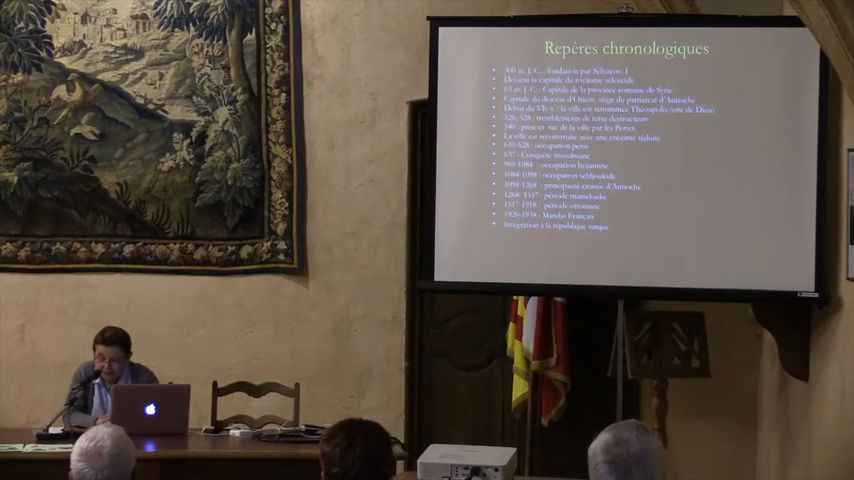 Repères chronologiques
• 300 av. J. C. : fondation par Seleucos I
• Devient la capitale du royaume séleucide
• 63 av. J. C. : Capitale de la province romaine de Syrie
• Capitale du diocèse d'Orient, siège du patriarcat d'Antioche
• Début du VIe s. : la ville est renommée Théoupolis (cité de Dieu)
• 526, 528 : tremblements de terre destructeurs
• 540 : prise et sac de la ville par les Perses
• La ville est reconstruite avec une enceinte réduite
• 610-628 : occupation perse
• 637 : Conquête musulmane
• 969-1084 : occupation byzantine
• 1084-1098 : occupation seldjoukide
• 1098-1268 : principauté croisée d'Antioche
• 1268-1517 : période mamelouke
• 1517-1918 : période ottomane
• 1920-1938 : Mandat Français
• Intégration à la république turque